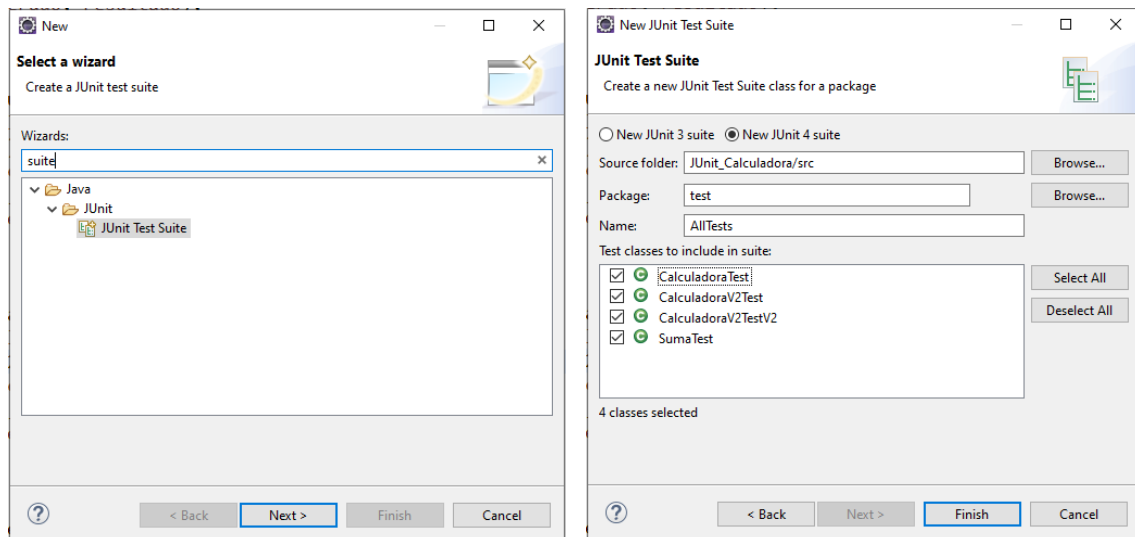 New
Select a wizard
Create a JUnit test suite
Wizards:
suite
Java
JUnit
JUnit Test Suite
? < Back Next > Finish Cancel
New JUnit Test Suite
JUnit Test Suite
Create a new JUnit Test Suite class for a package
New JUnit 3 suite New JUnit 4 suite
Source folder: JUnit_Calculadora/src Browse...
Package: test Browse...
Name: AllTests
Test classes to include in suite:
CalculadoraTest Select All
CalculadoraV2Test
CalculadoraV2TestV2 Deselect All
SumaTest
4 classes selected
? < Back Next > Finish Cancel